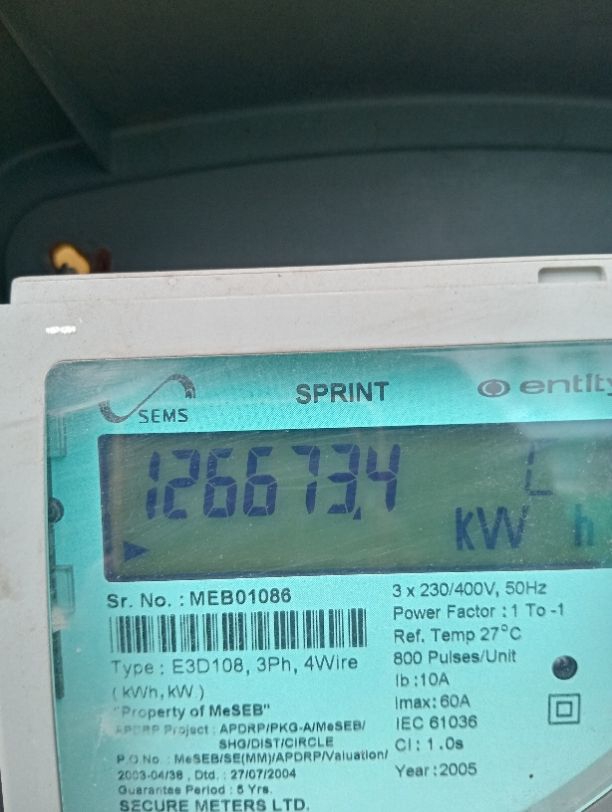 SPRINT
entity
SEMS
126673.4 L
kW h
Sr. No. : MEB01086
3 x 230/400V, 50Hz
Power Factor : 1 To -1
Ref. Temp 27°C
Type : E3D108, 3Ph, 4Wire
800 Pulses/Unit
( kWh, kW )
Ib :10A
"Property of MeSEB"
Imax: 60A
APDRP Project : APDRP/PKG-A/MeSEB/
IEC 61036
SHG/DIST/CIRCLE
Cl : 1.0s
P.O No. : MeSEB/SE(MM)/APDRP/Valuation/
2003-04/38 , Dtd. : 27/07/2004
Year :2005
Guarantee Period : 5 Yrs.
SECURE METERS LTD.